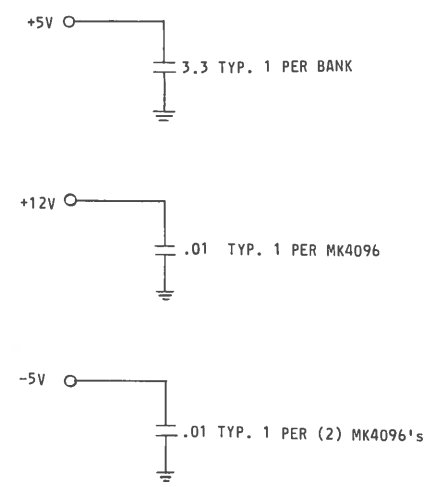 +5V 3.3 TYP. 1 PER BANK
+12V .01 TYP. 1 PER MK4096
-5V .01 TYP. 1 PER (2) MK4096's